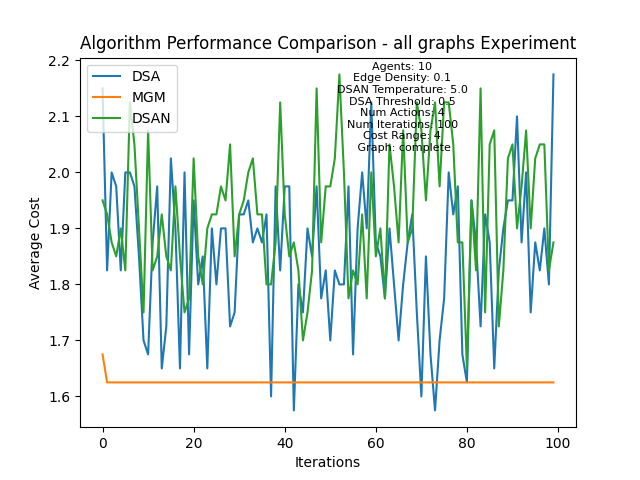 Algorithm Performance Comparison - all graphs Experiment
DSA
MGM
DSAN
Agents: 10
Edge Density: 0.1
DSAN Temperature: 5.0
DSA Threshold: 0.5
Num Actions: 4
Num Iterations: 100
Cost Range: 4
Graph: complete
Average Cost
2.2
2.1
2.0
1.9
1.8
1.7
1.6
0
20
40
60
80
100
Iterations